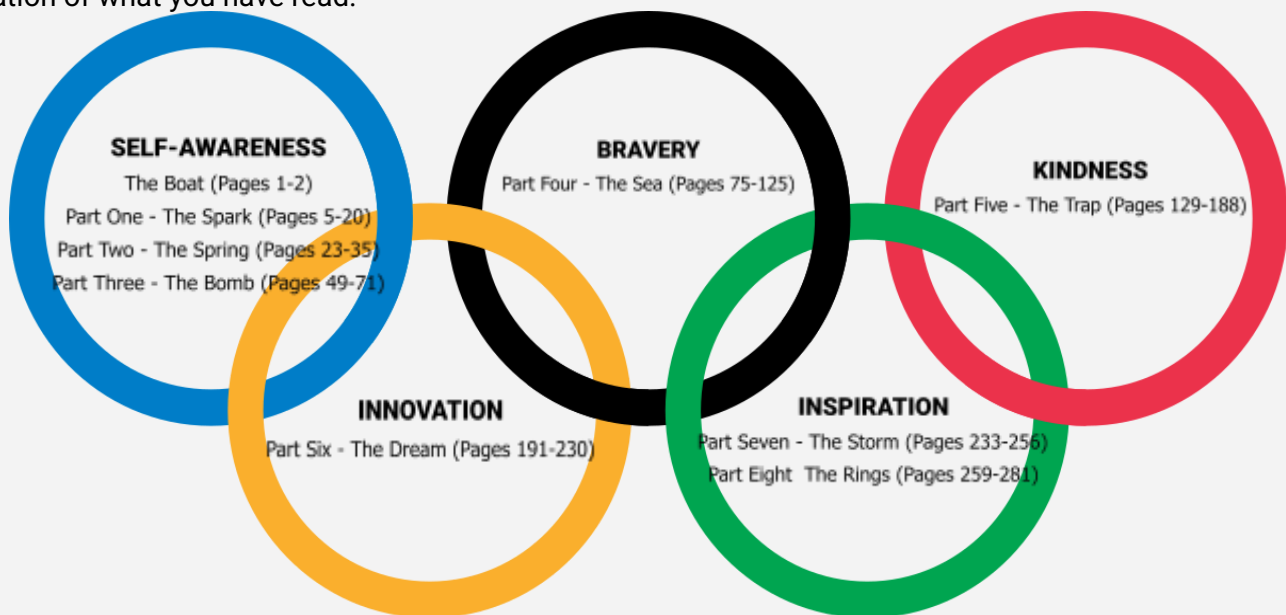 ation of what you have read.
SELF-AWARENESS
The Boat (Pages 1-2)
Part One - The Spark (Pages 5-20)
Part Two - The Spring (Pages 23-35)
Part Three - The Bomb (Pages 49-71)
BRAVERY
Part Four - The Sea (Pages 75-125)
KINDNESS
Part Five - The Trap (Pages 129-188)
INNOVATION
Part Six - The Dream (Pages 191-230)
INSPIRATION
Part Seven - The Storm (Pages 233-256)
Part Eight The Rings (Pages 259-281)